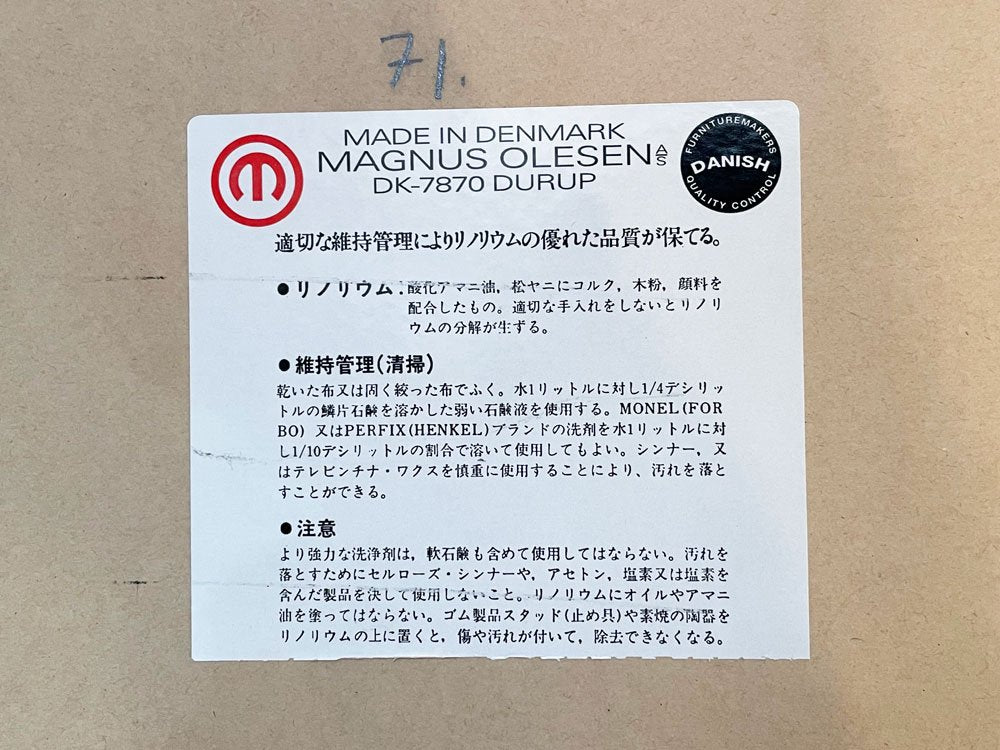 71.
MADE IN DENMARK
MAGNUS OLESEN A/S
DK-7870 DURUP
FURNITUREMAKERS
DANISH
QUALITY CONTROL
適切な維持管理によりリノリウムの優れた品質が保てる。
●リノリウム:酸化アマニ油,松ヤニにコルク,木粉,顔料を
配合したもの。適切な手入れをしないとリノリ
ウムの分解が生ずる。
●維持管理(清掃)
乾いた布又は固く絞った布でふく。水1リットルに対し1/4デシリッ
トルの鱗片石鹸を溶かした弱い石鹸液を使用する。MONEL(FOR
BO) 又はPERFIX(HENKEL)ブランドの洗剤を水1リットルに対
し1/10デシリットルの割合で溶いて使用してもよい。シンナー,又
はテレビンチナ・ワクスを慎重に使用することにより、汚れを落と
すことができる。
●注意
より強力な洗浄剤は,軟石鹸も含めて使用してはならない。汚れを
落とすためにセルローズ・シンナーや,アセトン,塩素又は塩素を
含んだ製品を決して使用しないこと。リノリウムにオイルやアマニ
油を塗ってはならない。ゴム製品スタッド(止め具)や素焼の陶器を
リノリウムの上に置くと,傷や汚れが付いて,除去できなくなる。